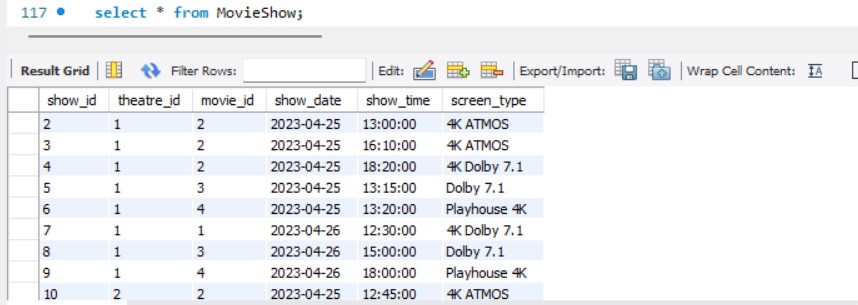 117 select * from MovieShow;
Result Grid Filter Rows: Edit: Export/Import: Wrap Cell Content:
show_id theatre_id movie_id show_date show_time screen_type
2 1 2 2023-04-25 13:00:00 4K ATMOS
3 1 2 2023-04-25 16:10:00 4K ATMOS
4 1 2 2023-04-25 18:20:00 4K Dolby 7.1
5 1 3 2023-04-25 13:15:00 Dolby 7.1
6 1 4 2023-04-25 13:20:00 Playhouse 4K
7 1 1 2023-04-26 12:30:00 4K Dolby 7.1
8 1 3 2023-04-26 15:00:00 Dolby 7.1
9 1 4 2023-04-26 18:00:00 Playhouse 4K
10 2 2 2023-04-25 12:45:00 4K ATMOS